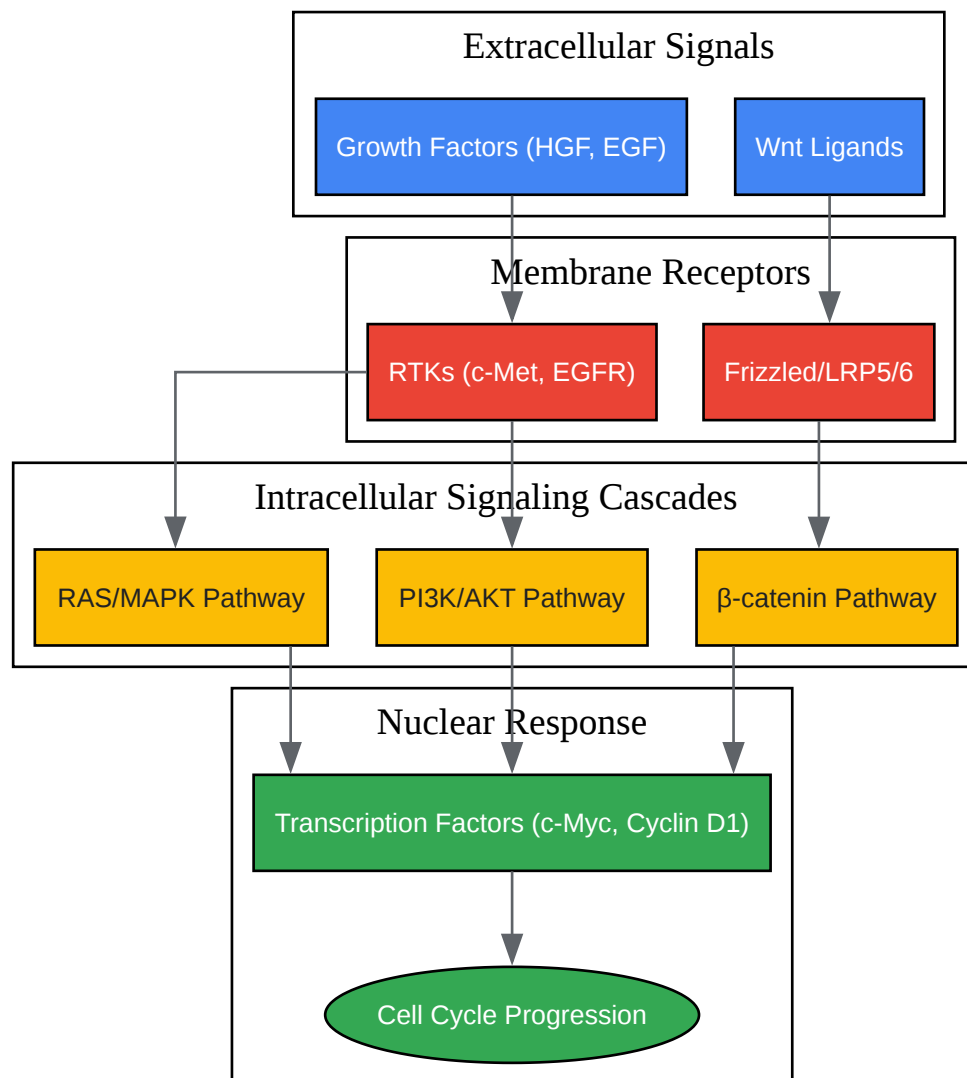 Extracellular Signals
Growth Factors (HGF, EGF)
Wnt Ligands
Membrane Receptors
RTKs (c-Met, EGFR)
Frizzled/LRP5/6
Intracellular Signaling Cascades
RAS/MAPK Pathway
PI3K/AKT Pathway
β-catenin Pathway
Nuclear Response
Transcription Factors (c-Myc, Cyclin D1)
Cell Cycle Progression